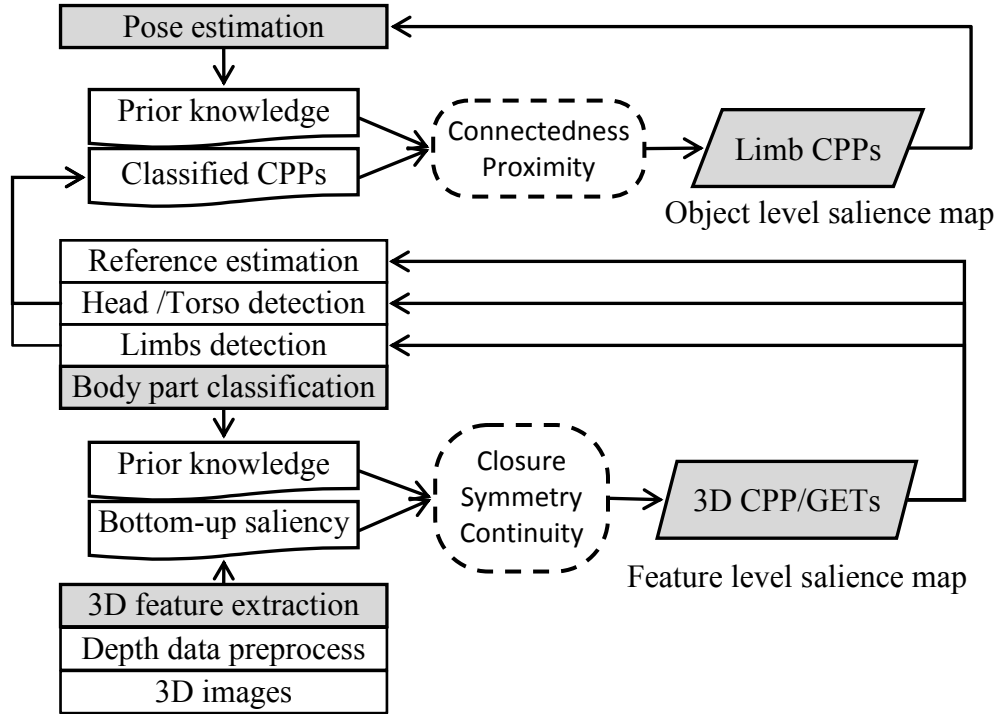 Pose estimation
Prior knowledge
Classified CPPs
Connectedness
Proximity
Limb CPPs
Object level salience map
Reference estimation
Head /Torso detection
Limbs detection
Body part classification
Prior knowledge
Bottom-up saliency
Closure
Symmetry
Continuity
3D CPP/GETs
Feature level salience map
3D feature extraction
Depth data preprocess
3D images